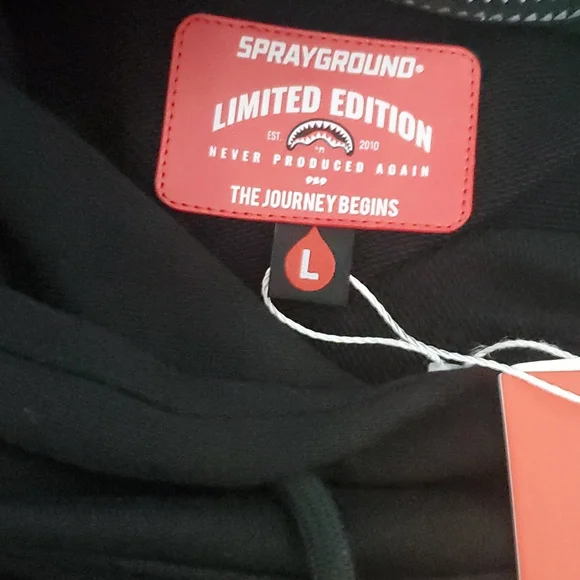 SPRAYGROUND®
LIMITED EDITION
EST. 2010
NEVER PRODUCED AGAIN
THE JOURNEY BEGINS
L